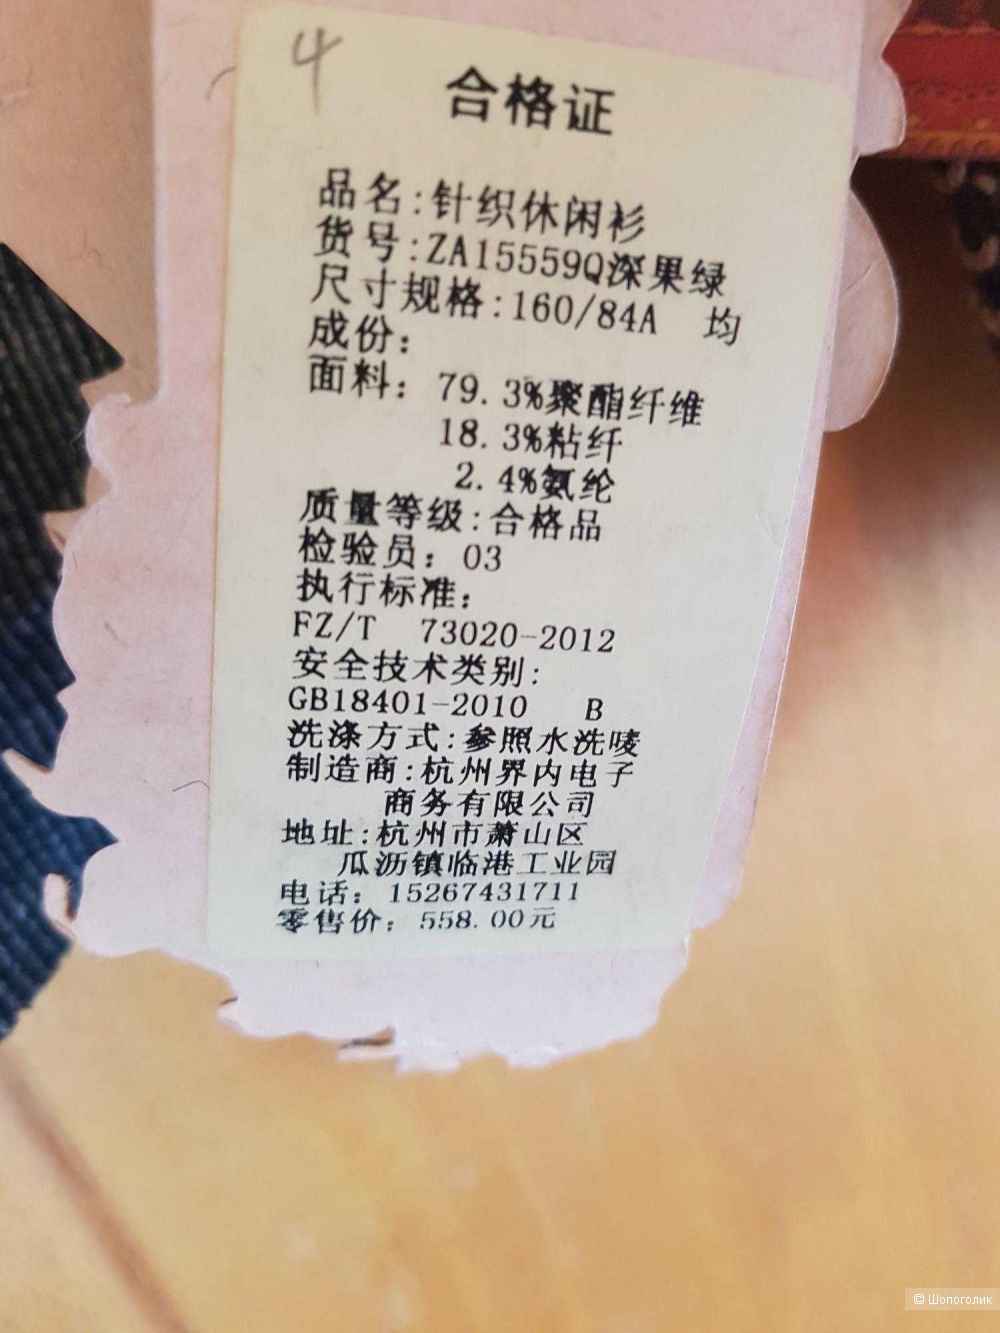 4
合格证
品名:针织休闲衫
货号:ZA15559Q深果绿
尺寸规格:160/84A 均
成份:
面料: 79.3%聚酯纤维
18.3%粘纤
2.4%氨纶
质量等级:合格品
检验员: 03
执行标准:
FZ/T 73020-2012
安全技术类别:
GB18401-2010 B
洗涤方式:参照水洗唛
制造商:杭州界内电子
商务有限公司
地址:杭州市萧山区
瓜沥镇临港工业园
电话: 15267431711
零售价: 558.00元
© Шопоголик